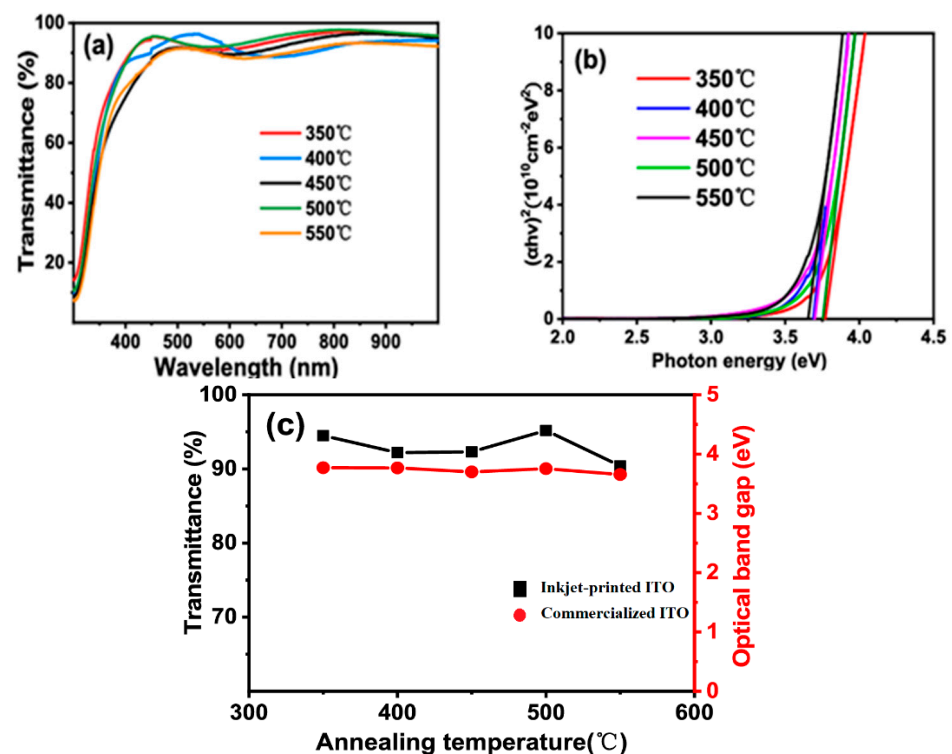 (a)
Transmittance (%)
100
80
60
40
20
350℃
400℃
450℃
500℃
550℃
400 500 600 700 800 900
Wavelength (nm)
(b)
(αhv)²(10¹⁰cm⁻²eV²)
10
8
6
4
2
0
350℃
400℃
450℃
500℃
550℃
2.0 2.5 3.0 3.5 4.0 4.5
Photon energy (eV)
(c)
Transmittance (%)
100
90
80
70
Inkjet-printed ITO
Commercialized ITO
5
4
3
2
1
0
Optical band gap (eV)
300 400 500 600
Annealing temperature(℃)